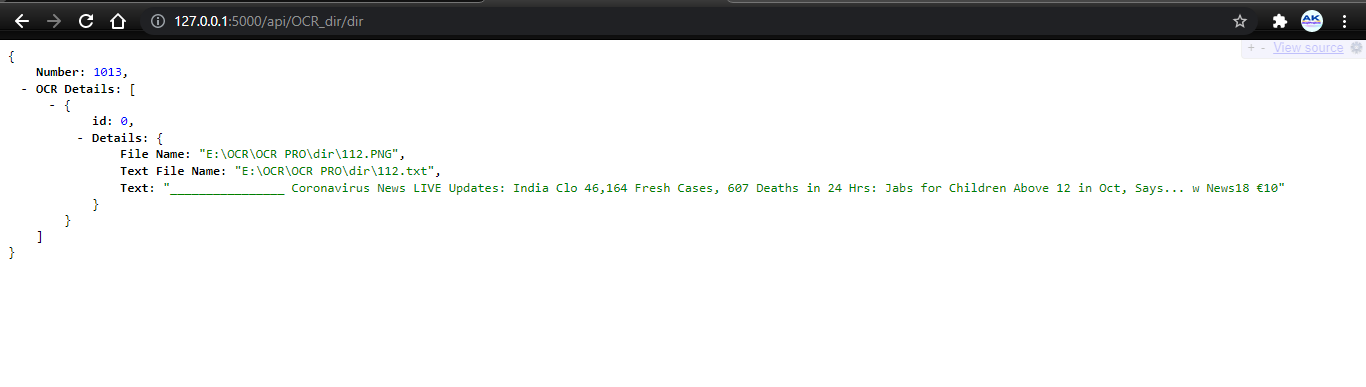 127.0.0.1:5000/api/OCR_dir/dir
AK
+ - View source
{
Number: 1013,
- OCR Details: [
- {
id: 0,
- Details: {
File Name: "E:\OCR\OCR PRO\dir\112.PNG",
Text File Name: "E:\OCR\OCR PRO\dir\112.txt",
Text: "________________ Coronavirus News LIVE Updates: India Clo 46,164 Fresh Cases, 607 Deaths in 24 Hrs: Jabs for Children Above 12 in Oct, Says... w News18 €10"
}
}
]
}